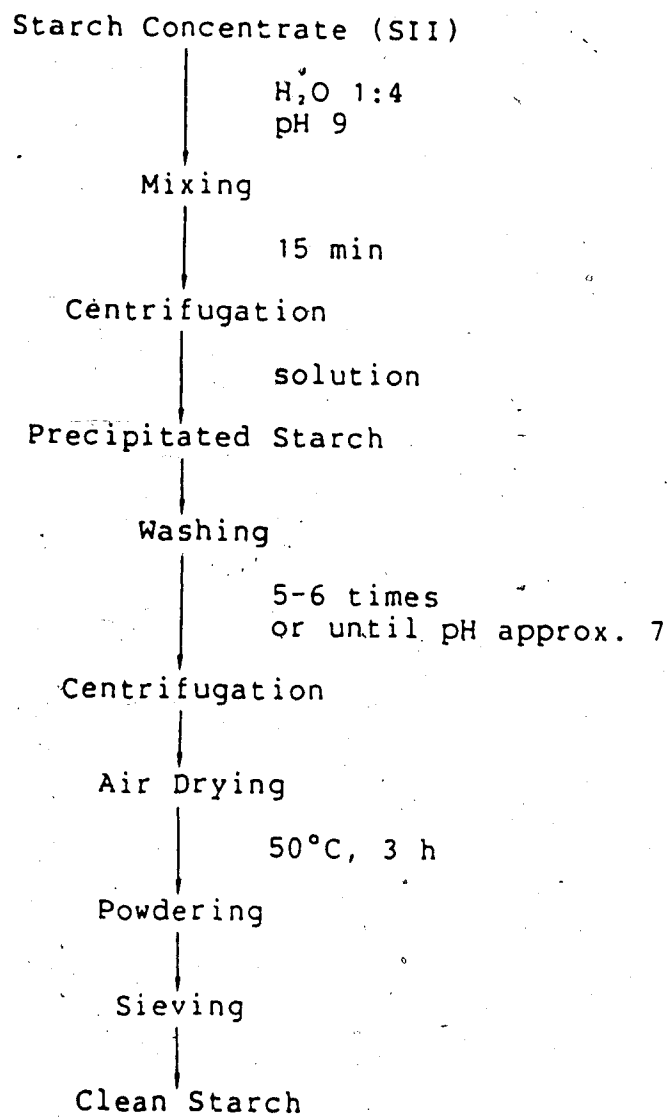 Starch Concentrate (SII)
H₂O 1:4
pH 9
Mixing
15 min
Centrifugation
solution
Precipitated Starch
Washing
5-6 times
or until pH approx. 7
Centrifugation
Air Drying
50°C, 3 h
Powdering
Sieving
Clean Starch